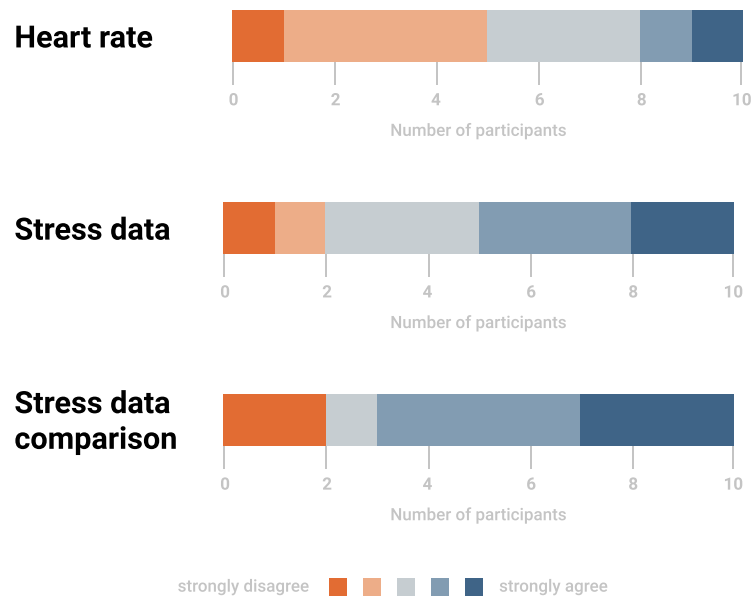 Heart rate
0 2 4 6 8 10
Number of participants
Stress data
0 2 4 6 8 10
Number of participants
Stress data
comparison
0 2 4 6 8 10
Number of participants
strongly disagree strongly agree